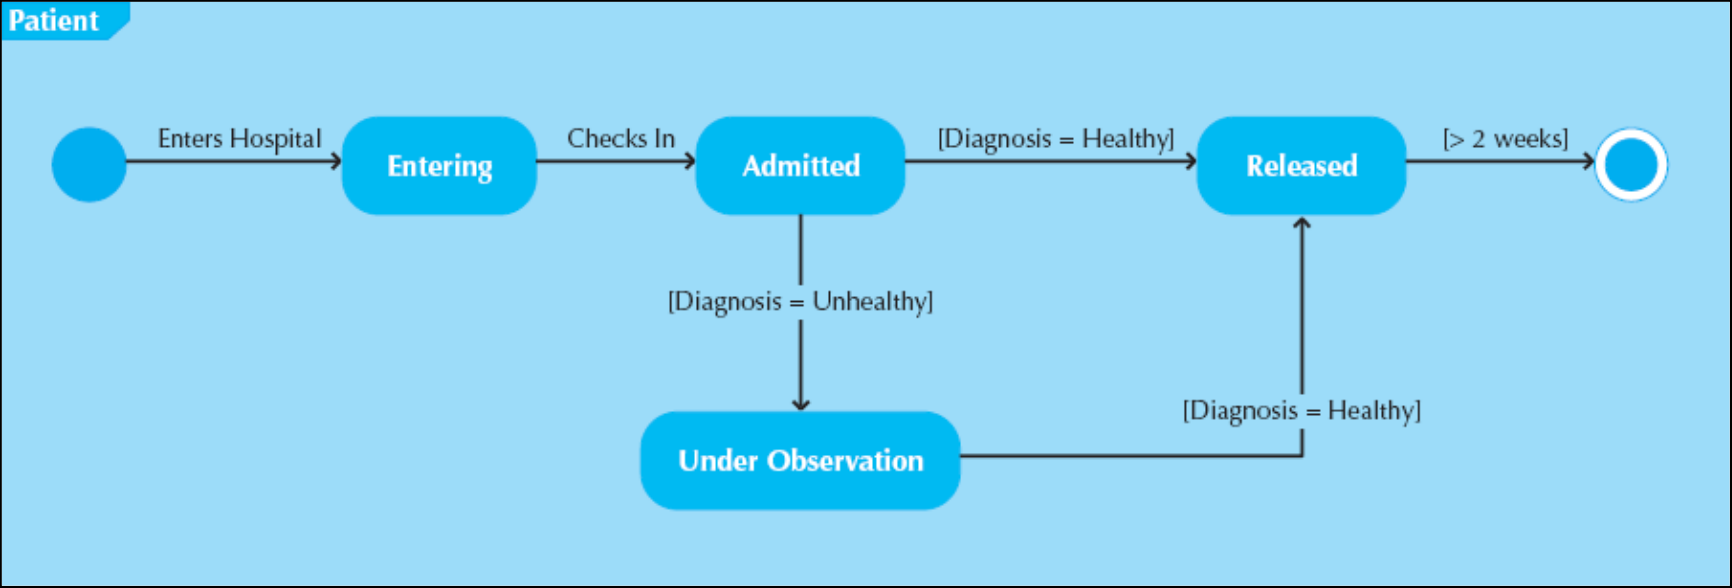 Patient
Enters Hospital
Entering
Checks In
Admitted
[Diagnosis = Healthy]
Released
[> 2 weeks]
[Diagnosis = Unhealthy]
[Diagnosis = Healthy]
Under Observation